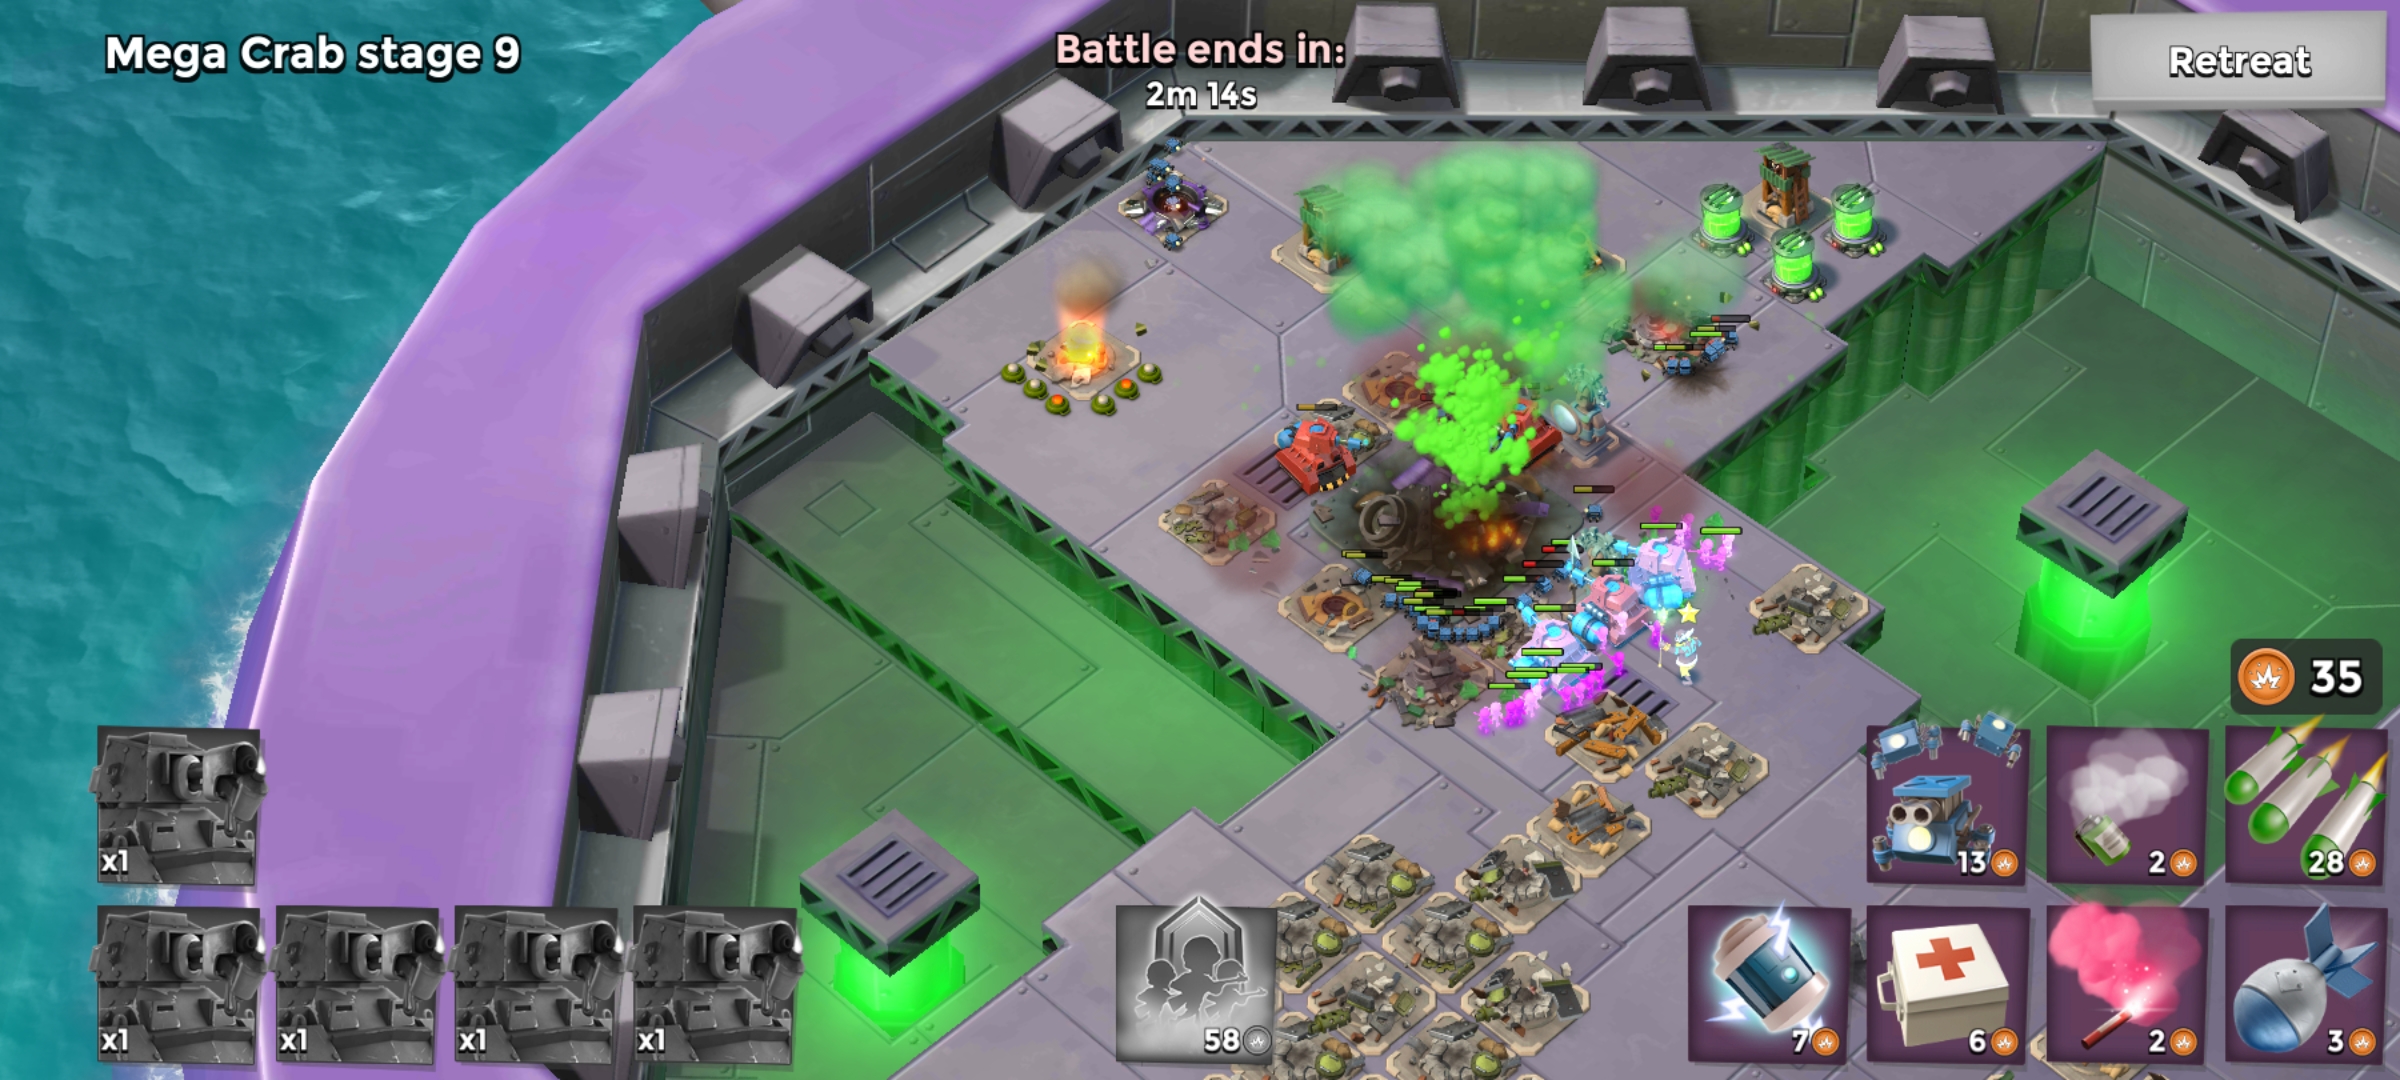 Mega Crab stage 9
Battle ends in:
2m 14s
Retreat
35
x1
13
2
28
x1
x1
x1
x1
58
7
6
2
3